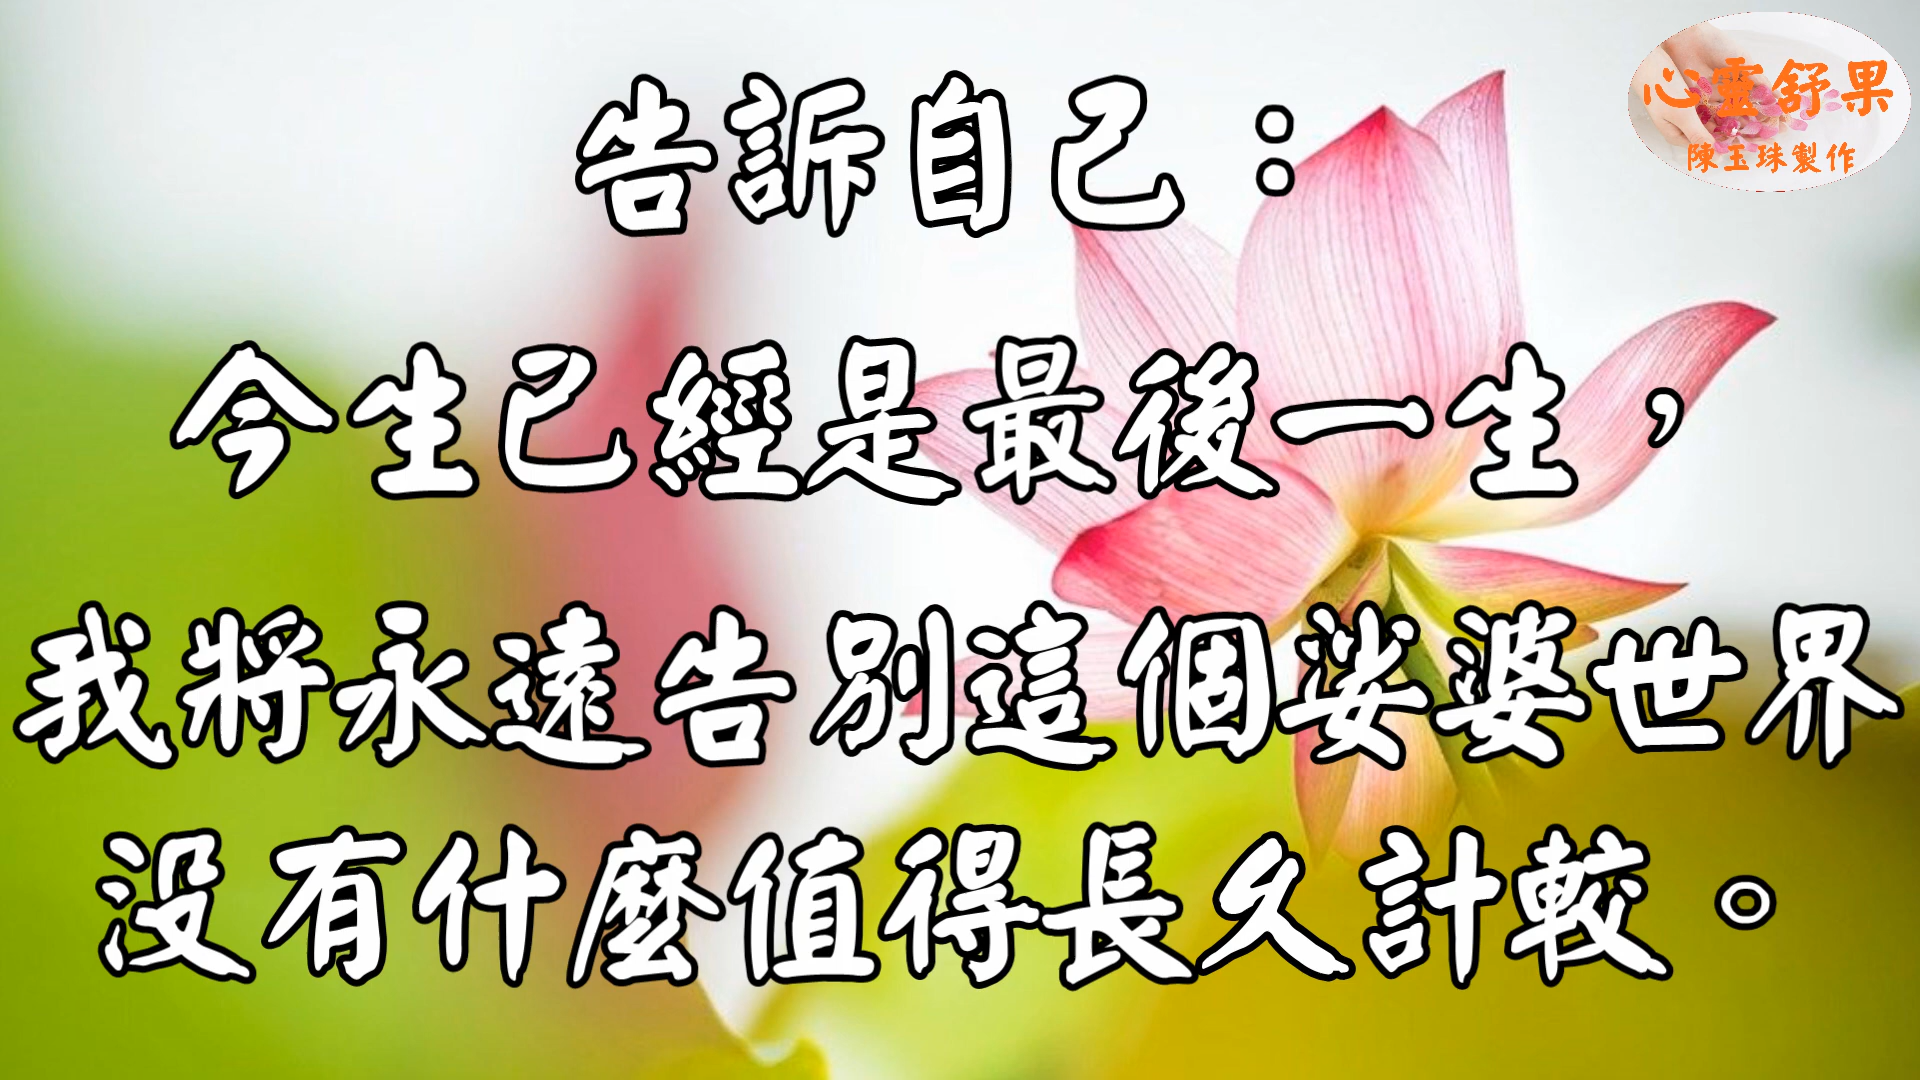 心靈舒果
陳玉珠製作
告訴自己：
今生已經是最後一生，
我將永遠告別這個娑婆世界
没有什麼值得長久計較。